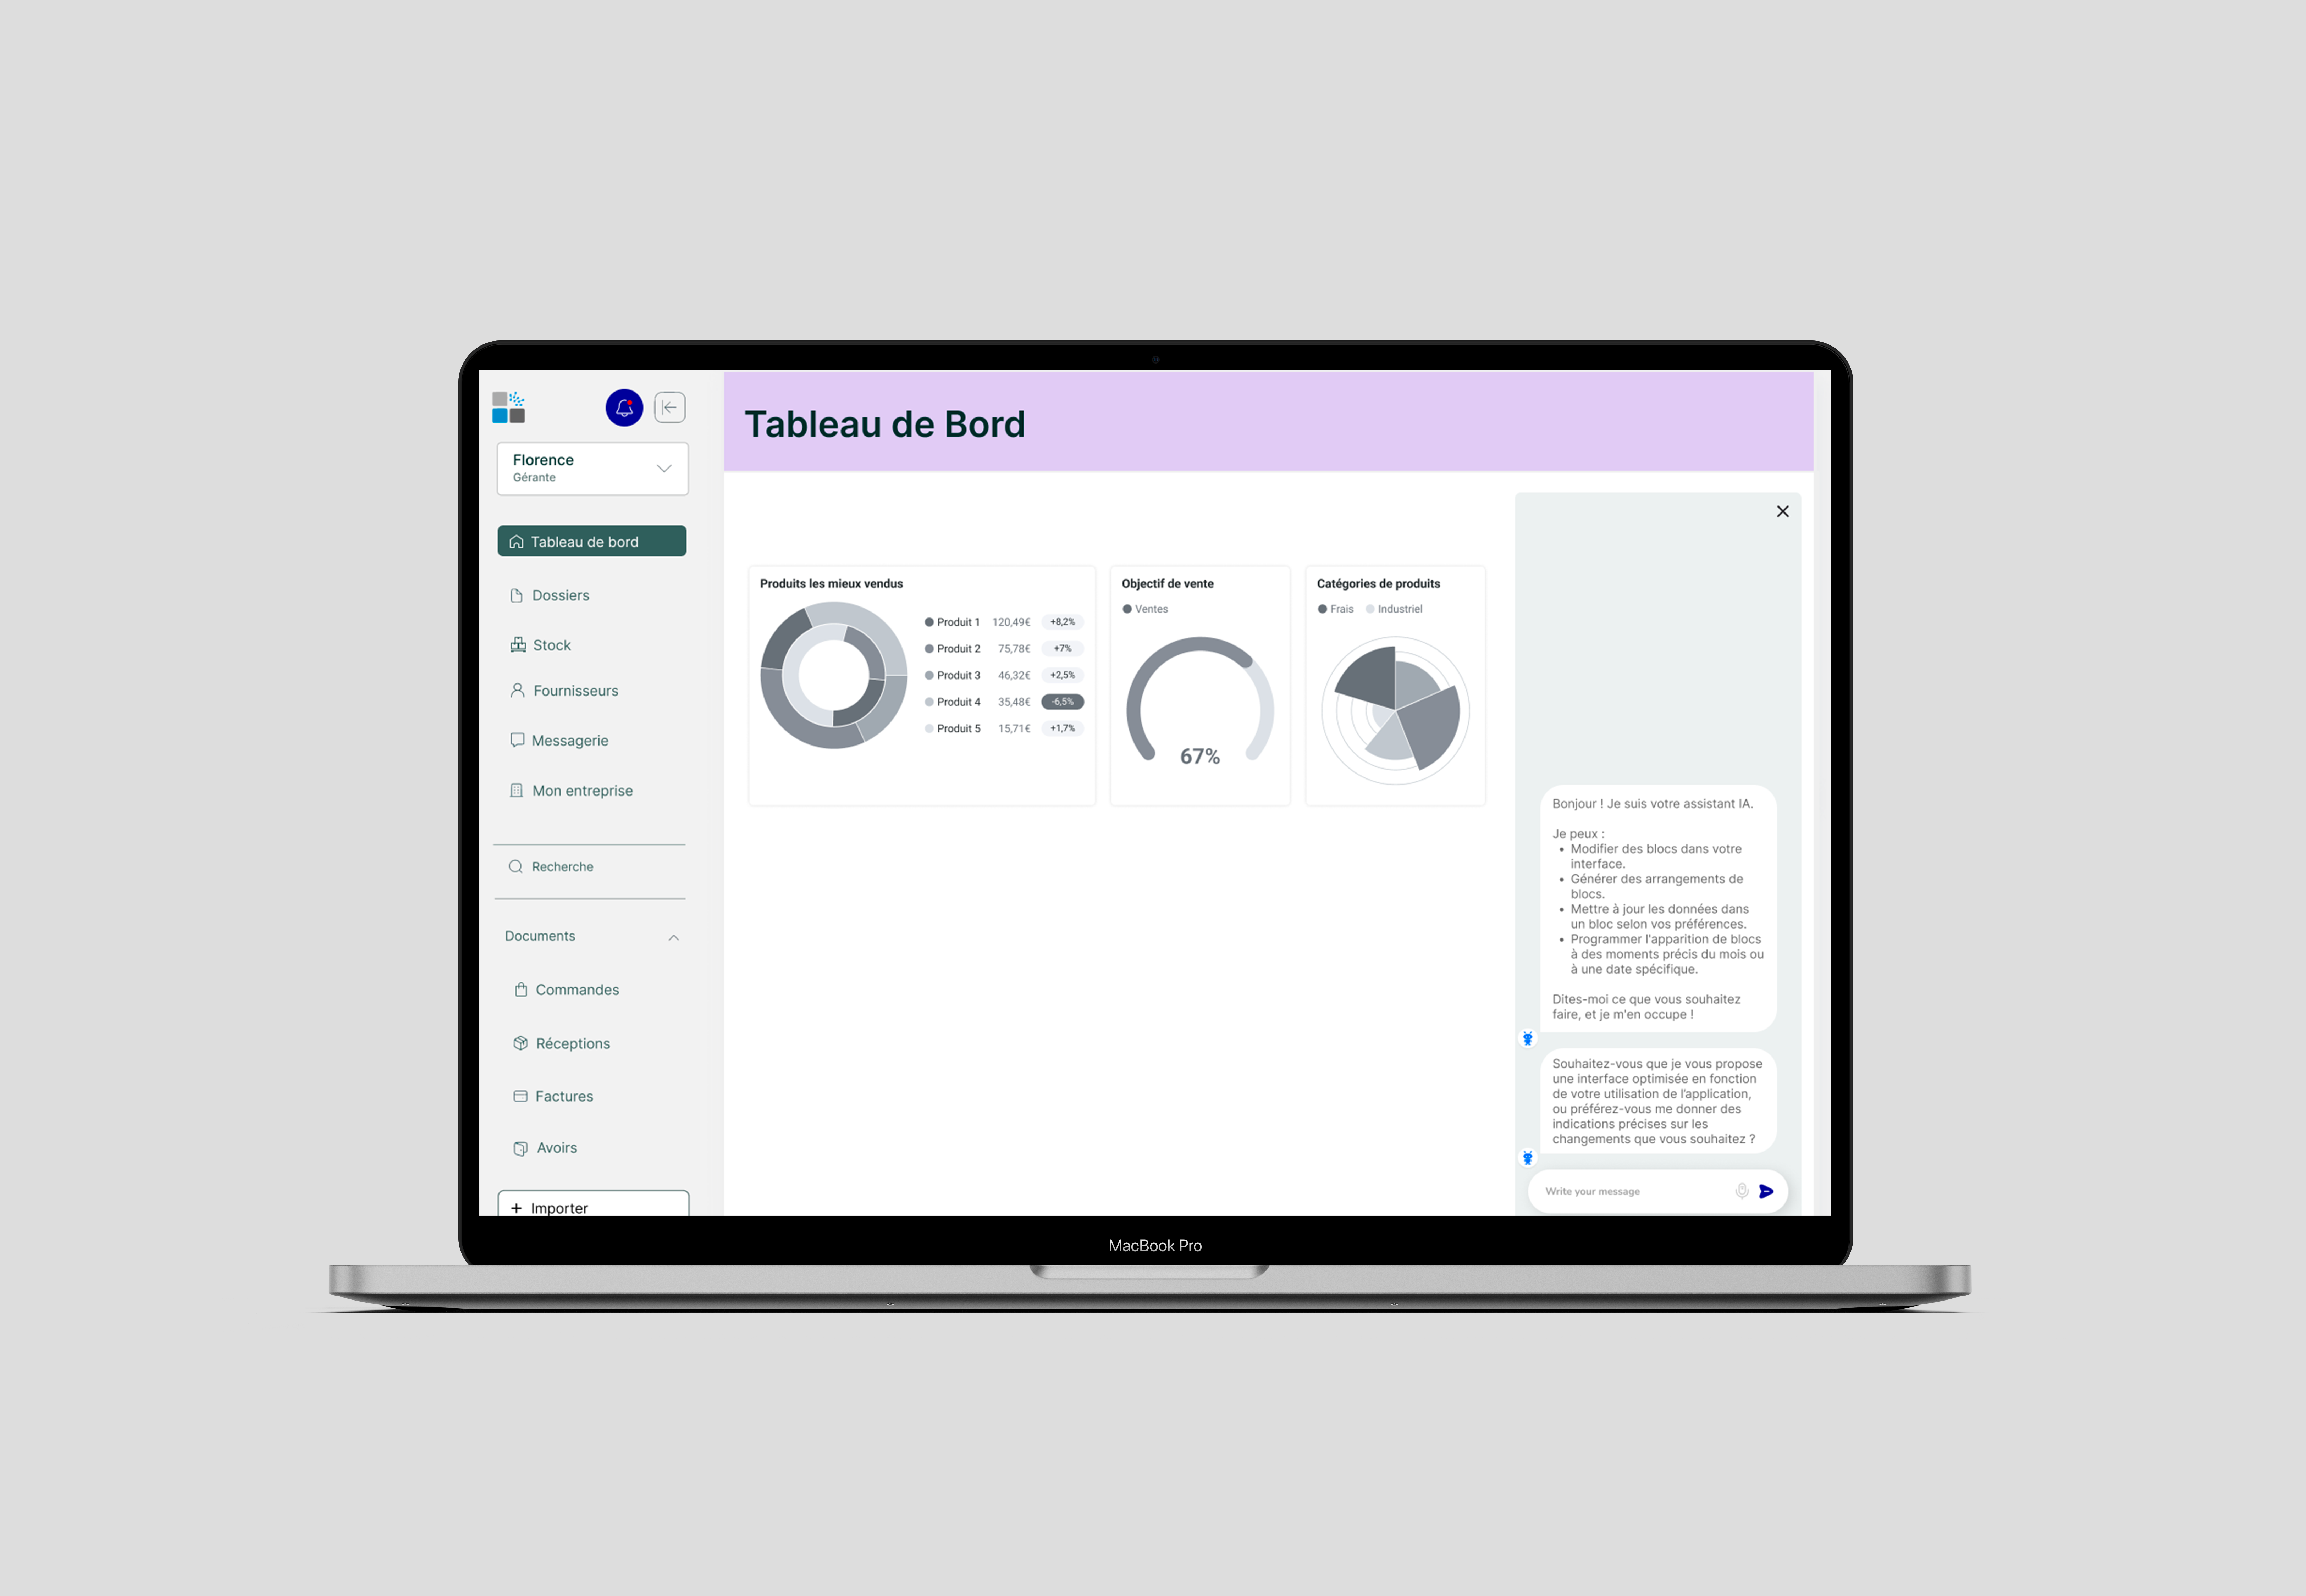 Florence
Gérante
Tableau de bord
Dossiers
Stock
Fournisseurs
Messagerie
Mon entreprise
Recherche
Documents
Commandes
Réceptions
Factures
Avoirs
+ Importer
Tableau de Bord
Produits les mieux vendus
Produit 1 120,49€ +8,2%
Produit 2 75,78€ +7%
Produit 3 46,32€ +2,5%
Produit 4 35,48€ -6,5%
Produit 5 15,71€ +1,7%
Objectif de vente
Ventes
67%
Catégories de produits
Frais Industriel
Bonjour ! Je suis votre assistant IA.
Je peux :
• Modifier des blocs dans votre
interface.
• Générer des arrangements de
blocs.
• Mettre à jour les données dans
un bloc selon vos préférences.
• Programmer l'apparition de blocs
à des moments précis du mois ou
à une date spécifique.
Dites-moi ce que vous souhaitez
faire, et je m'en occupe !
Souhaitez-vous que je vous propose
une interface optimisée en fonction
de votre utilisation de l'application,
ou préférez-vous me donner des
indications précises sur les
changements que vous souhaitez ?
Write your message
MacBook Pro